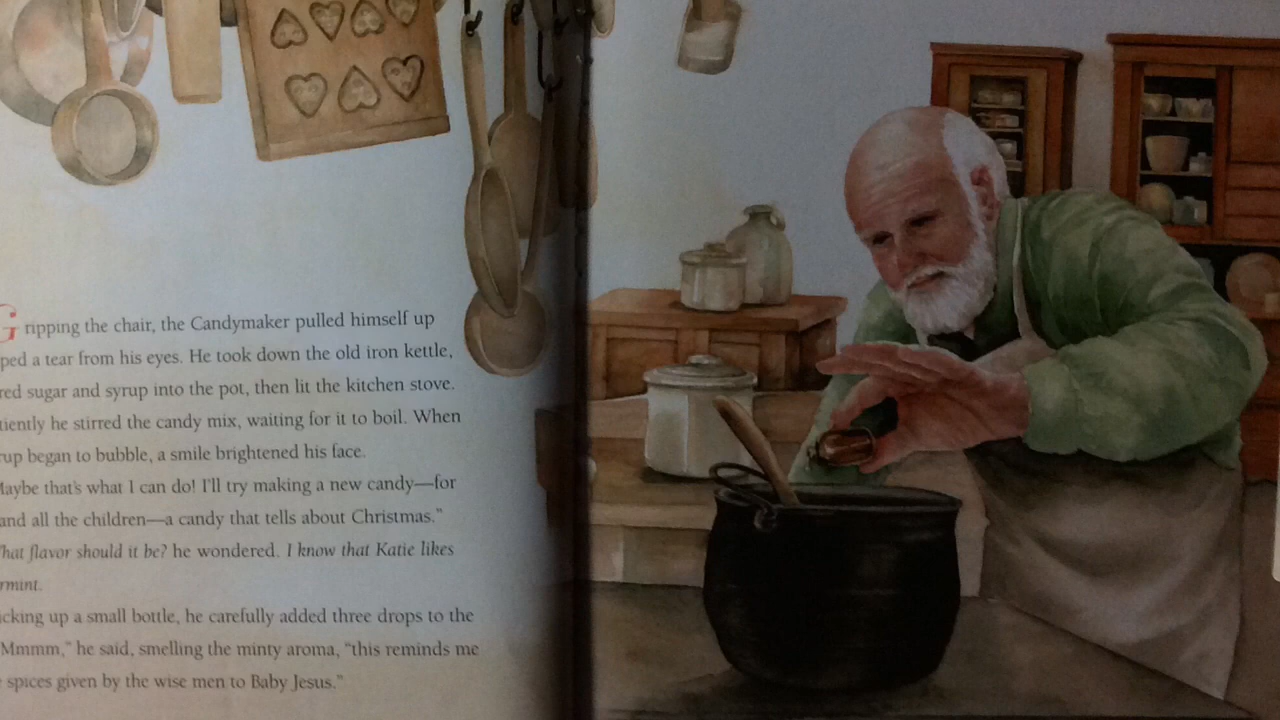 Gripping the chair, the Candymaker pulled himself up
ped a tear from his eyes. He took down the old iron kettle,
red sugar and syrup into the pot, then lit the kitchen stove.
tiently he stirred the candy mix, waiting for it to boil. When
rup began to bubble, a smile brightened his face.
Maybe that's what I can do! I'll try making a new candy—for
and all the children—a candy that tells about Christmas."
What flavor should it be? he wondered. I know that Katie likes
rmint.
icking up a small bottle, he carefully added three drops to the
"Mmmm," he said, smelling the minty aroma, "this reminds me
spices given by the wise men to Baby Jesus."